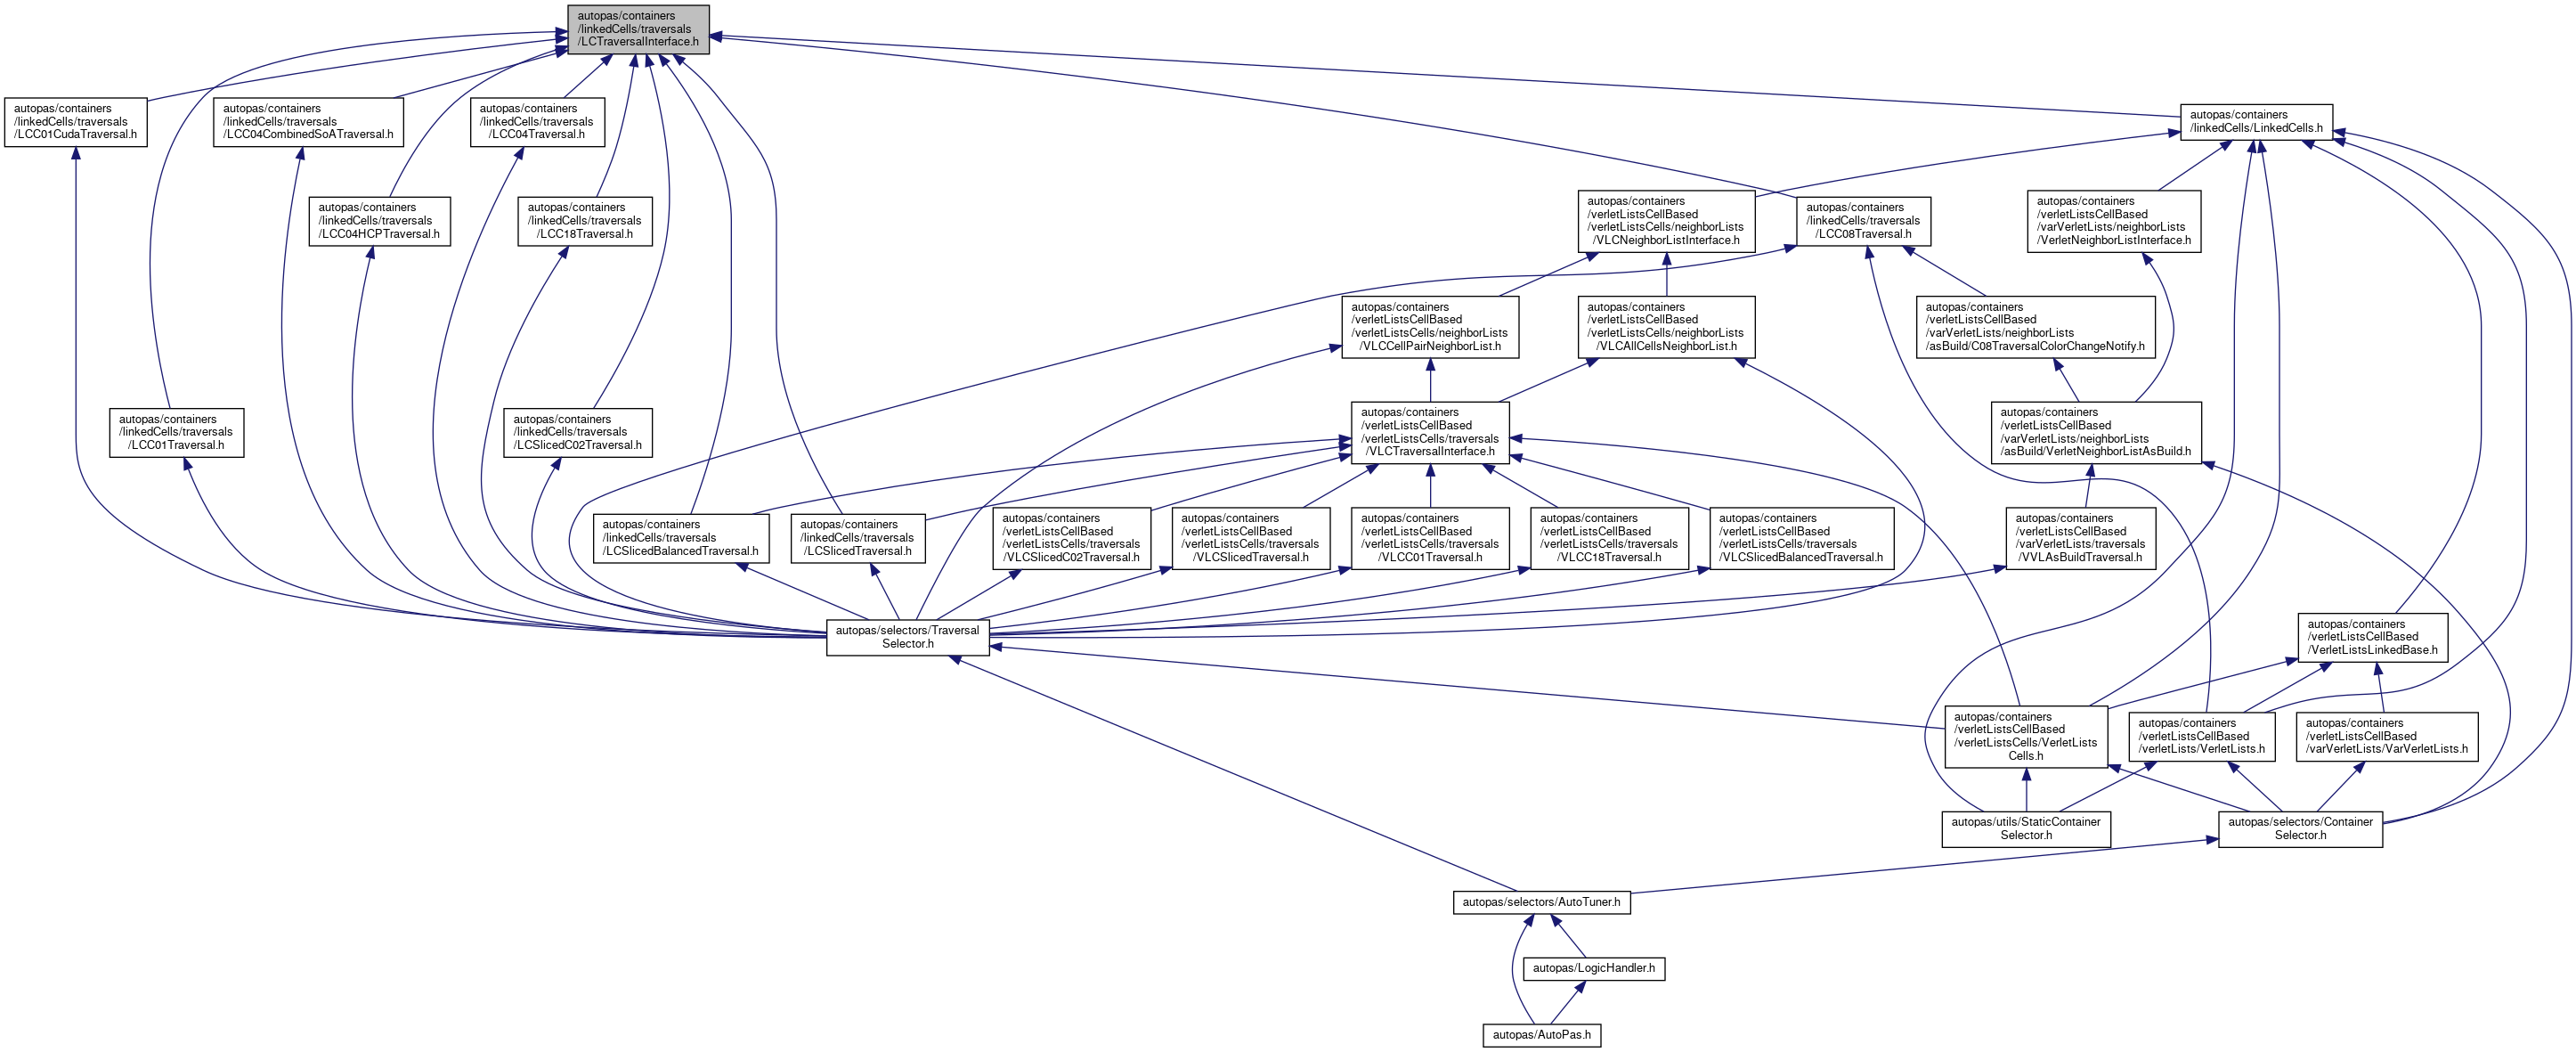 autopas/containers
/linkedCells/traversals
/LCTraversalInterface.h
autopas/containers
/linkedCells/traversals
/LCC01CudaTraversal.h
autopas/containers
/linkedCells/traversals
/LCC04CombinedSoATraversal.h
autopas/containers
/linkedCells/traversals
/LCC04Traversal.h
autopas/containers
/linkedCells/LinkedCells.h
autopas/containers
/linkedCells/traversals
/LCC04HCPTraversal.h
autopas/containers
/linkedCells/traversals
/LCC18Traversal.h
autopas/containers
/verletListsCellBased
/verletListsCells/neighborLists
/VLCNeighborListInterface.h
autopas/containers
/linkedCells/traversals
/LCC08Traversal.h
autopas/containers
/verletListsCellBased
/varVerletLists/neighborLists
/VerletNeighborListInterface.h
autopas/containers
/verletListsCellBased
/verletListsCells/neighborLists
/VLCCellPairNeighborList.h
autopas/containers
/verletListsCellBased
/verletListsCells/neighborLists
/VLCAllCellsNeighborList.h
autopas/containers
/verletListsCellBased
/varVerletLists/neighborLists
/asBuild/C08TraversalColorChangeNotify.h
autopas/containers
/linkedCells/traversals
/LCC01Traversal.h
autopas/containers
/linkedCells/traversals
/LCSlicedC02Traversal.h
autopas/containers
/verletListsCellBased
/verletListsCells/traversals
/VLCTraversalInterface.h
autopas/containers
/verletListsCellBased
/varVerletLists/neighborLists
/asBuild/VerletNeighborListAsBuild.h
autopas/containers
/linkedCells/traversals
/LCSlicedBalancedTraversal.h
autopas/containers
/linkedCells/traversals
/LCSlicedTraversal.h
autopas/containers
/verletListsCellBased
/verletListsCells/traversals
/VLCSlicedC02Traversal.h
autopas/containers
/verletListsCellBased
/verletListsCells/traversals
/VLCSlicedTraversal.h
autopas/containers
/verletListsCellBased
/verletListsCells/traversals
/VLCC01Traversal.h
autopas/containers
/verletListsCellBased
/verletListsCells/traversals
/VLCC18Traversal.h
autopas/containers
/verletListsCellBased
/verletListsCells/traversals
/VLCSlicedBalancedTraversal.h
autopas/containers
/verletListsCellBased
/varVerletLists/traversals
/VVLAsBuildTraversal.h
autopas/selectors/Traversal
Selector.h
autopas/containers
/verletListsCellBased
/VerletListsLinkedBase.h
autopas/containers
/verletListsCellBased
/verletListsCells/VerletLists
Cells.h
autopas/containers
/verletListsCellBased
/verletLists/VerletLists.h
autopas/containers
/verletListsCellBased
/varVerletLists/VarVerletLists.h
autopas/utils/StaticContainer
Selector.h
autopas/selectors/Container
Selector.h
autopas/selectors/AutoTuner.h
autopas/LogicHandler.h
autopas/AutoPas.h